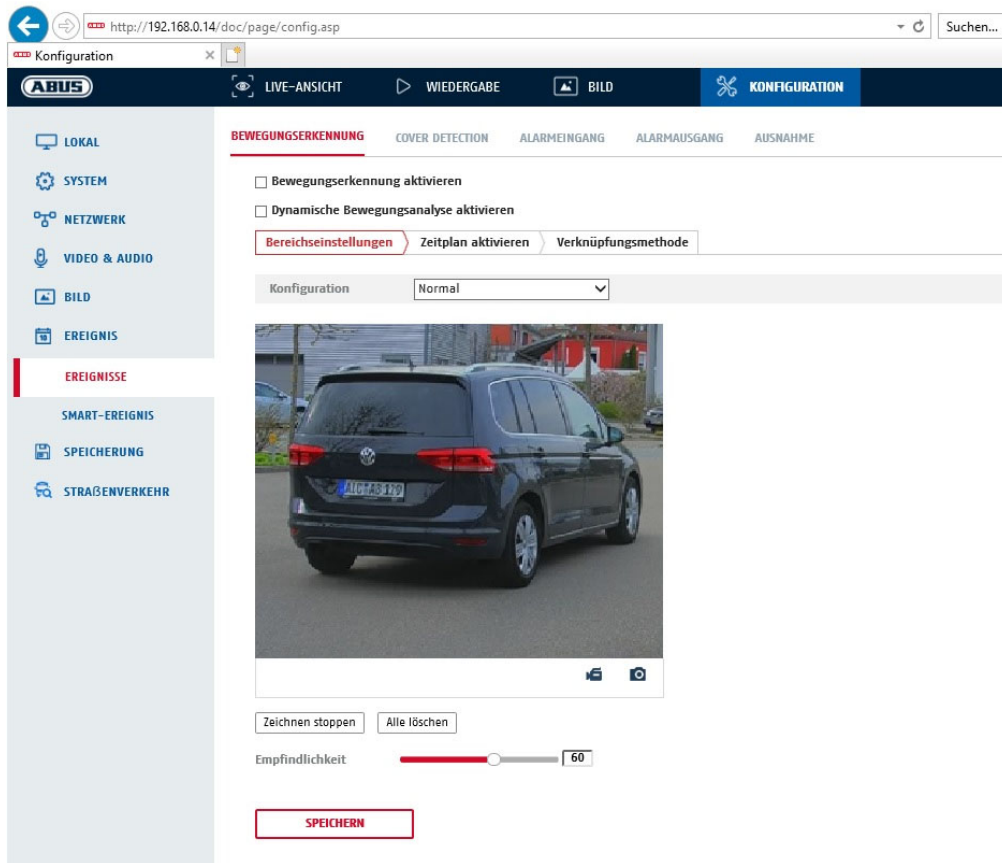 http://192.168.0.14/doc/page/config.asp
Suchen...
Konfiguration
ABUS
LIVE-ANSICHT
WIEDERGABE
BILD
KONFIGURATION
LOKAL
SYSTEM
NETZWERK
VIDEO & AUDIO
BILD
EREIGNIS
EREIGNISSE
SMART-EREIGNIS
SPEICHERUNG
STRAßENVERKEHR
BEWEGUNGSERKENNUNG
COVER DETECTION
ALARMEINGANG
ALARMAUSGANG
AUSNAHME
Bewegungserkennung aktivieren
Dynamische Bewegungsanalyse aktivieren
Bereichseinstellungen
Zeitplan aktivieren
Verknüpfungsmethode
Konfiguration
Normal
AIC AB 129
Zeichnen stoppen
Alle löschen
Empfindlichkeit
60
SPEICHERN